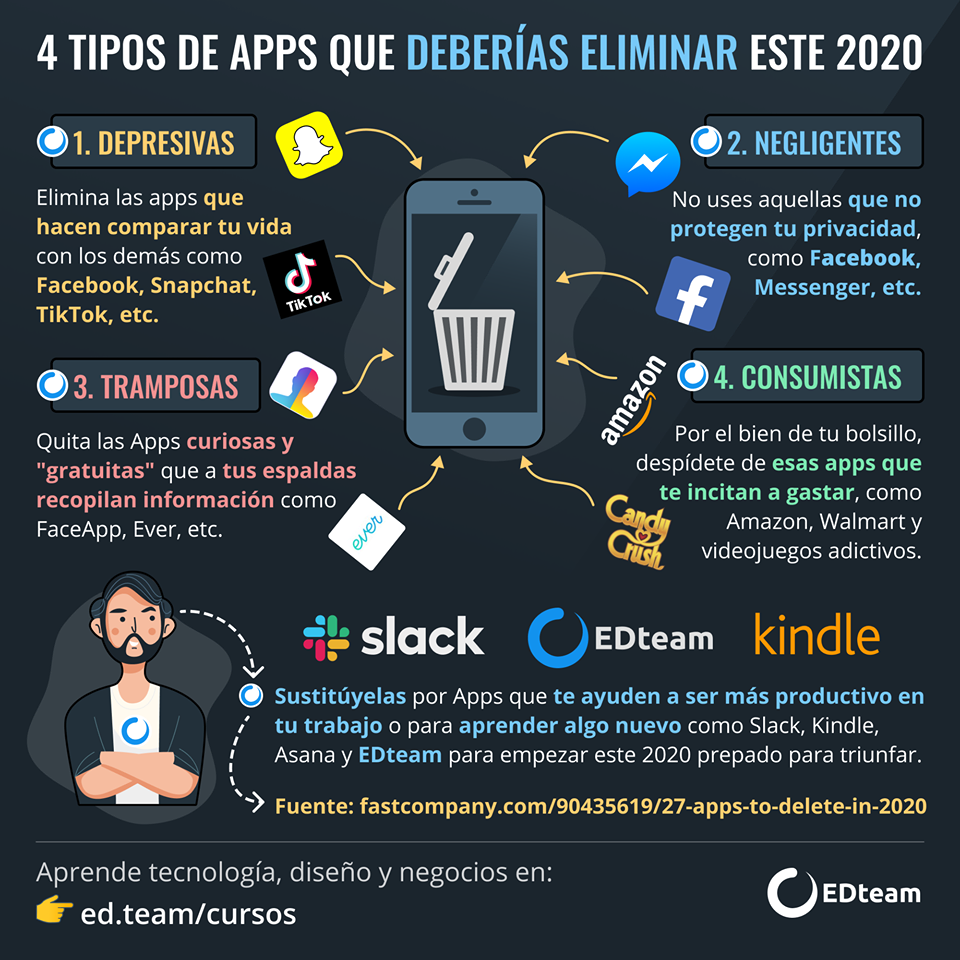 4 TIPOS DE APPS QUE DEBERÍAS ELIMINAR ESTE 2020
1. DEPRESIVAS
Elimina las apps que
hacen comparar tu vida
con los demás como
Facebook, Snapchat,
TikTok, etc.
TikTok
2. NEGLIGENTES
No uses aquellas que no
protegen tu privacidad,
como Facebook,
Messenger, etc.
f
3. TRAMPOSAS
Quita las Apps curiosas y
"gratuitas" que a tus espaldas
recopilan información como
FaceApp, Ever, etc.
ever
4. CONSUMISTAS
amazon
Por el bien de tu bolsillo,
despídete de esas apps que
te incitan a gastar, como
Amazon, Walmart y
videojuegos adictivos.
Candy
Crush
slack
EDteam
kindle
Sustitúyelas por Apps que te ayuden a ser más productivo en
tu trabajo o para aprender algo nuevo como Slack, Kindle,
Asana y EDteam para empezar este 2020 prepado para triunfar.
Fuente: fastcompany.com/90435619/27-apps-to-delete-in-2020
Aprende tecnología, diseño y negocios en:
ed.team/cursos
EDteam